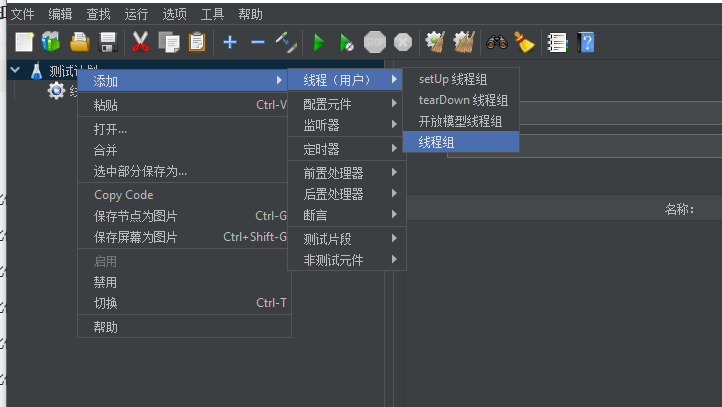 文件 编辑 查找 运行 选项 工具 帮助
STOP
测试计划
添加
粘贴 Ctrl-V
打开...
合并
选中部分保存为...
Copy Code
保存节点为图片 Ctrl-G
保存屏幕为图片 Ctrl+Shift-G
启用
禁用
切换 Ctrl-T
帮助
线程（用户）
配置元件
监听器
定时器
前置处理器
后置处理器
断言
测试片段
非测试元件
setUp 线程组
tearDown 线程组
开放模型线程组
线程组
名称：